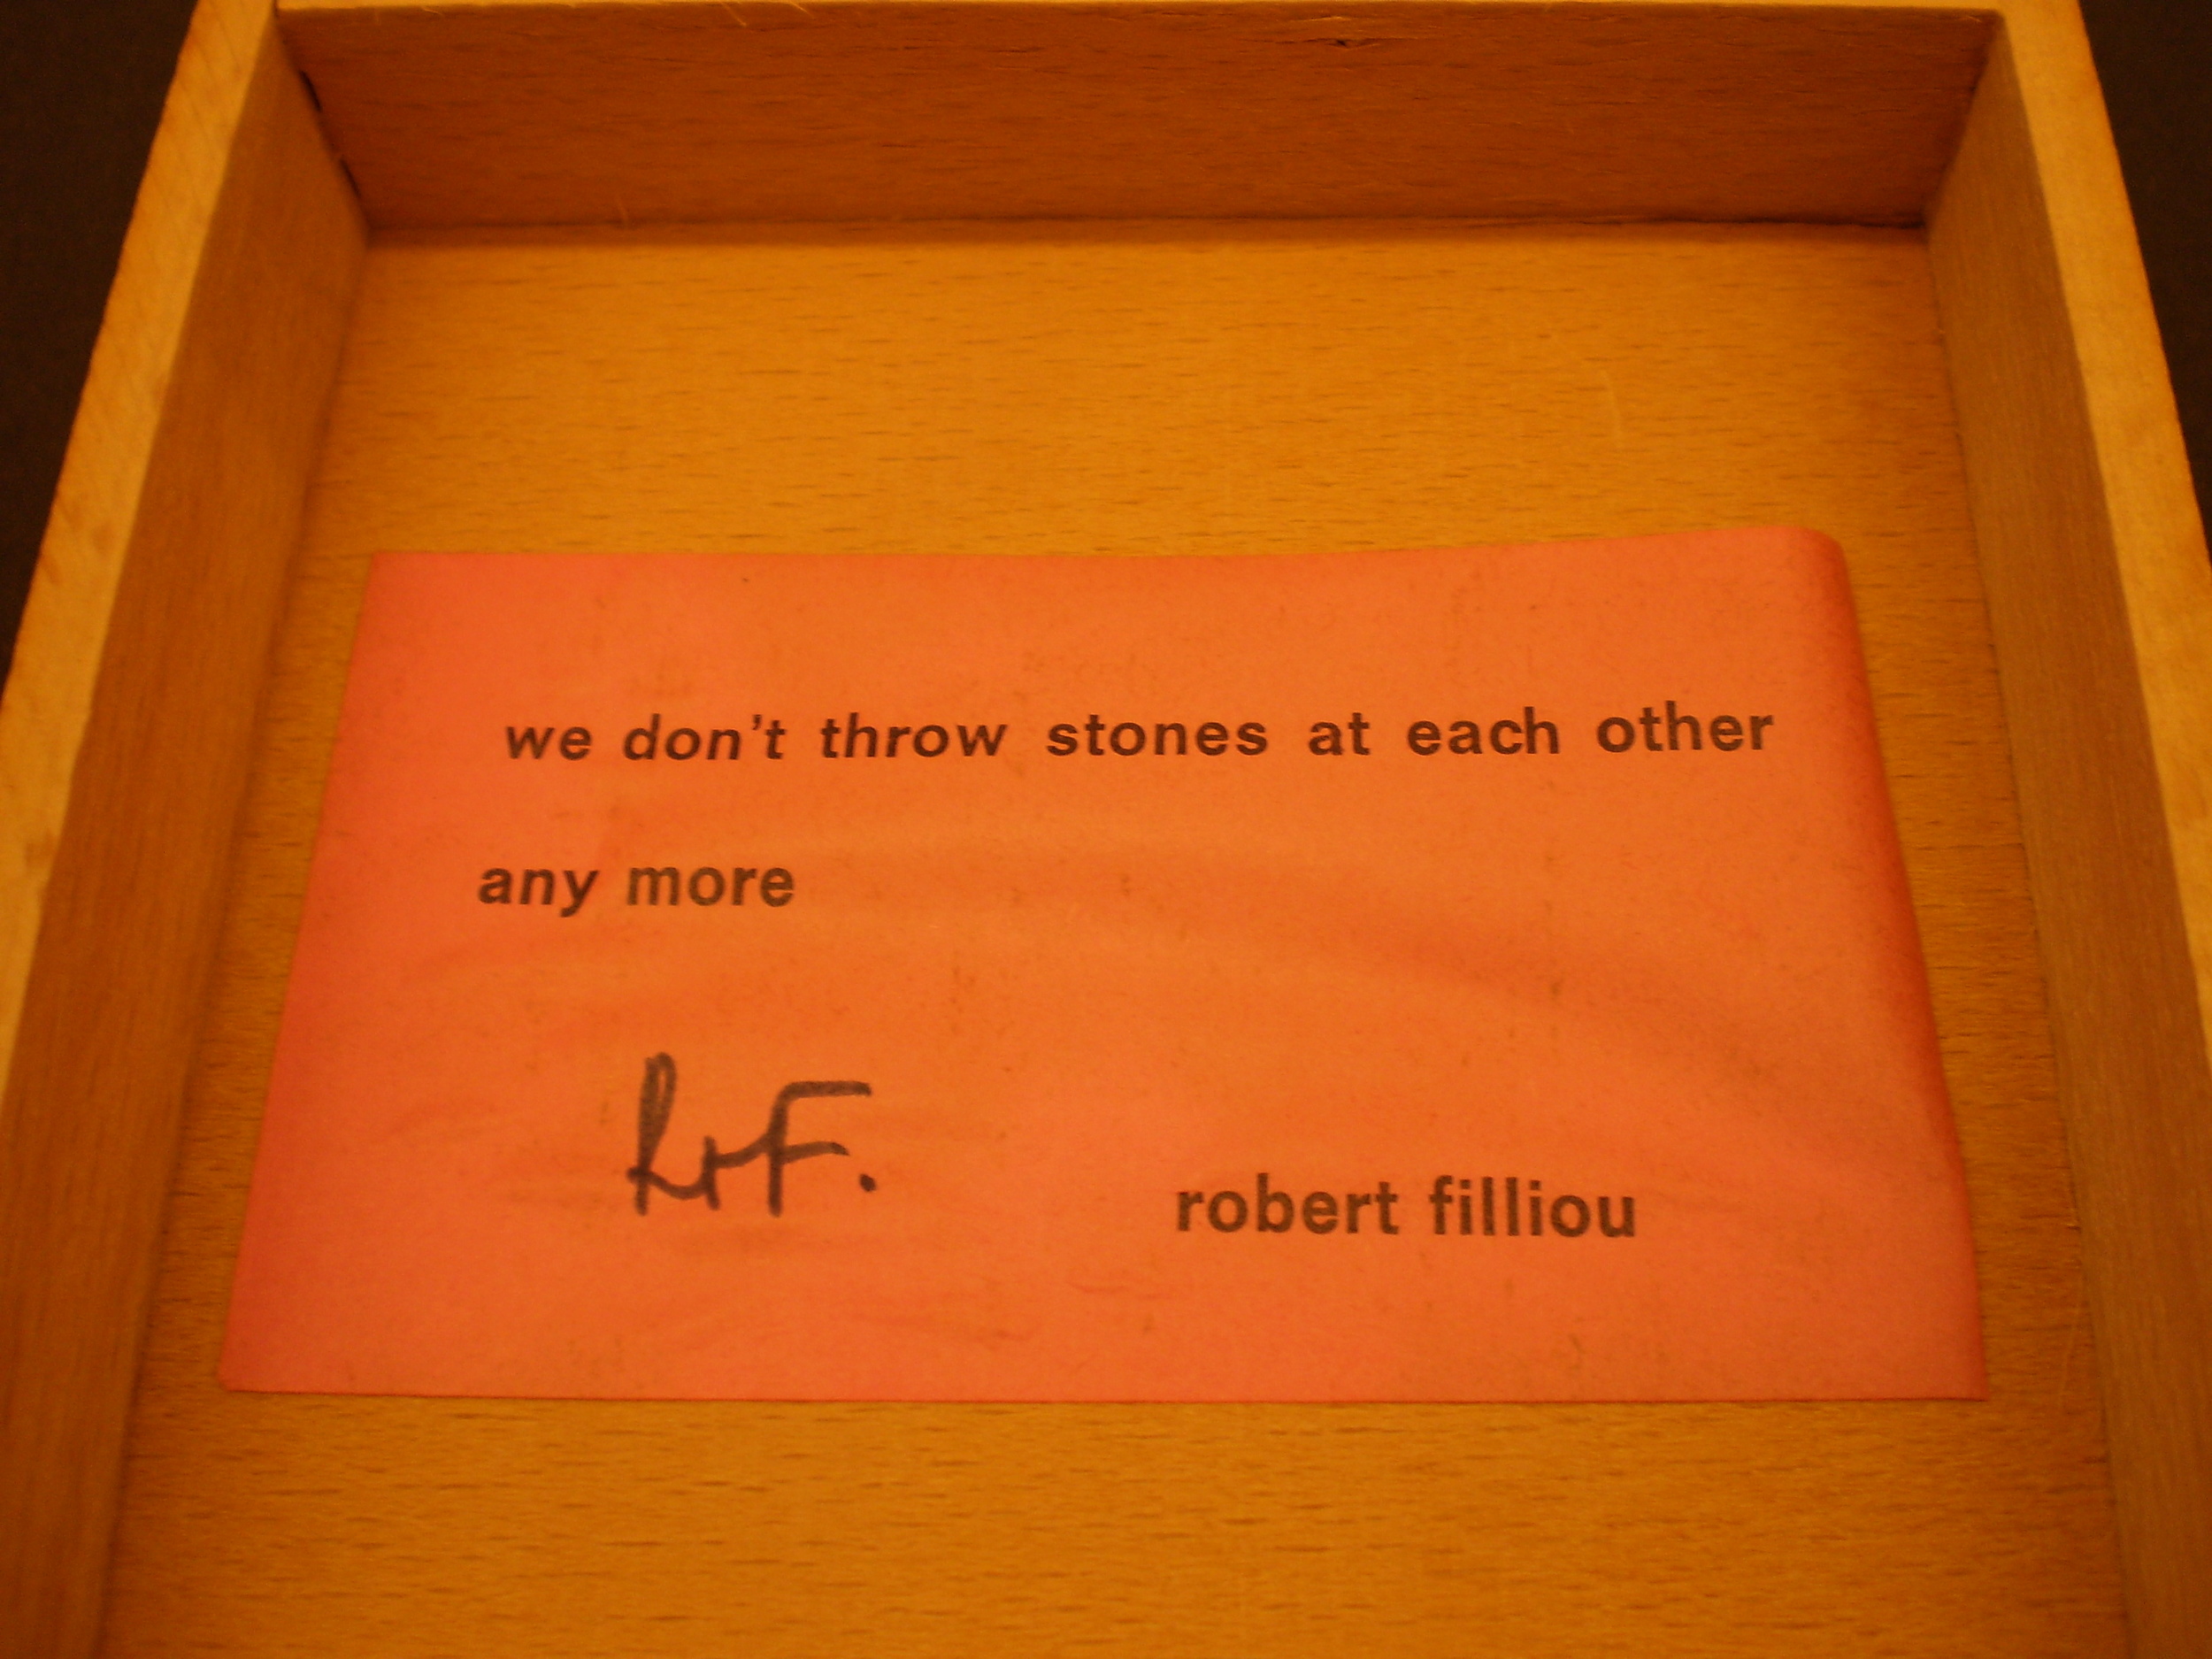 we don't throw stones at each other
any more
R+F.
robert filliou